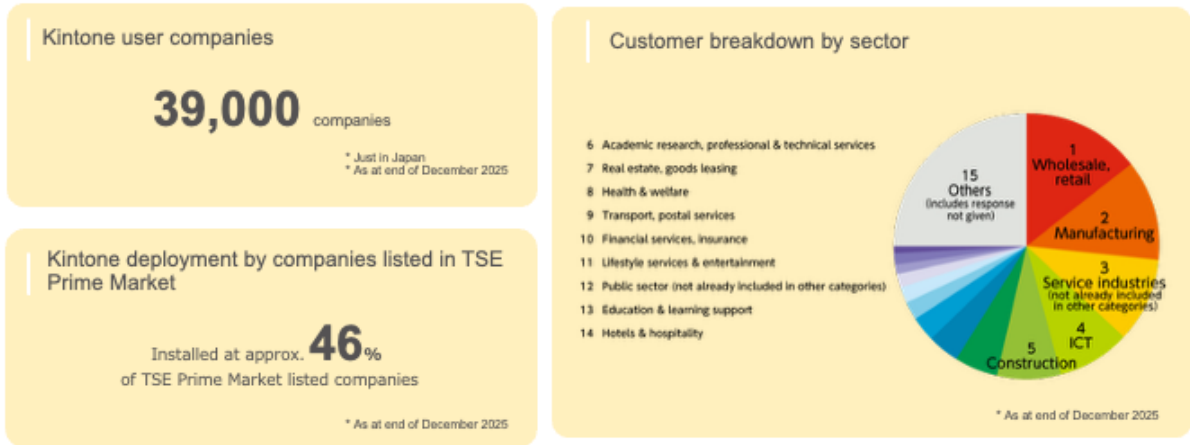 Kintone user companies
39,000 companies
* Just in Japan
* As at end of December 2025
Kintone deployment by companies listed in TSE
Prime Market
Installed at approx. 46%
of TSE Prime Market listed companies
* As at end of December 2025
Customer breakdown by sector
6 Academic research, professional & technical services
7 Real estate, goods leasing
8 Health & welfare
9 Transport, postal services
10 Financial services, insurance
11 Lifestyle services & entertainment
12 Public sector (not already included in other categories)
13 Education & learning support
14 Hotels & hospitality
1
Wholesale,
retail
2
Manufacturing
3
Service industries
(not already included
in other categories)
4
ICT
5
Construction
15
Others
(includes response
not given)
* As at end of December 2025